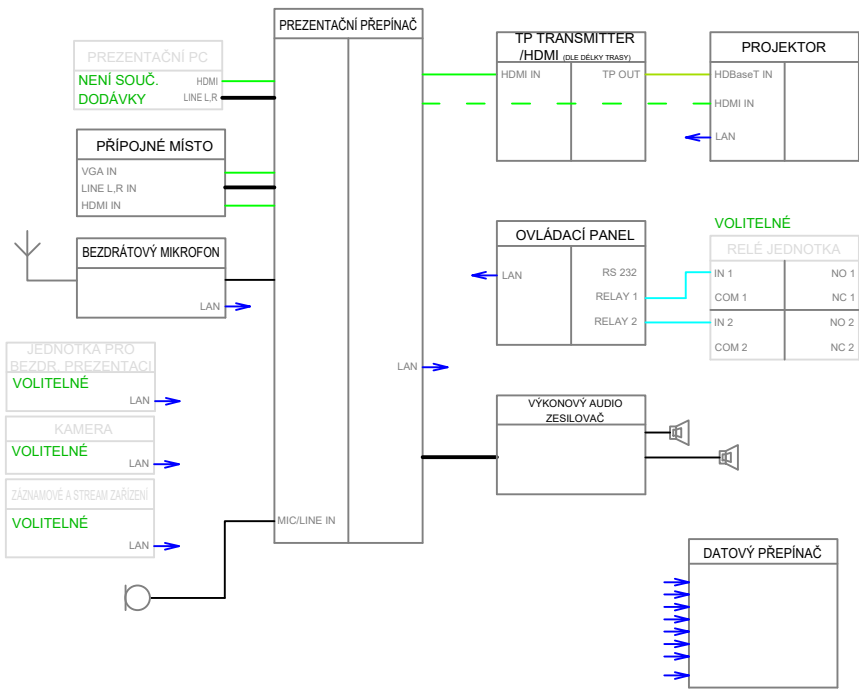 PREZENTAČNÍ PC
NENÍ SOUČ.
DODÁVKY
HDMI
LINE L,R
PŘÍPOJNÉ MÍSTO
VGA IN
LINE L,R IN
HDMI IN
BEZDRÁTOVÝ MIKROFON
LAN
JEDNOTKA PRO
BEZDR. PREZENTACI
VOLITELNÉ
LAN
KAMERA
VOLITELNÉ
LAN
ZÁZNAMOVÉ A STREAM ZAŘÍZENÍ
VOLITELNÉ
LAN
PREZENTAČNÍ PŘEPÍNAČ
LAN
MIC/LINE IN
TP TRANSMITTER
/HDMI (DLE DÉLKY TRASY)
HDMI IN
TP OUT
PROJEKTOR
HDBaseT IN
HDMI IN
LAN
OVLÁDACÍ PANEL
LAN
RS 232
RELAY 1
RELAY 2
VOLITELNÉ
RELÉ JEDNOTKA
IN 1
NO 1
COM 1
NC 1
IN 2
NO 2
COM 2
NC 2
VÝKONOVÝ AUDIO
ZESILOVAČ
DATOVÝ PŘEPÍNAČ